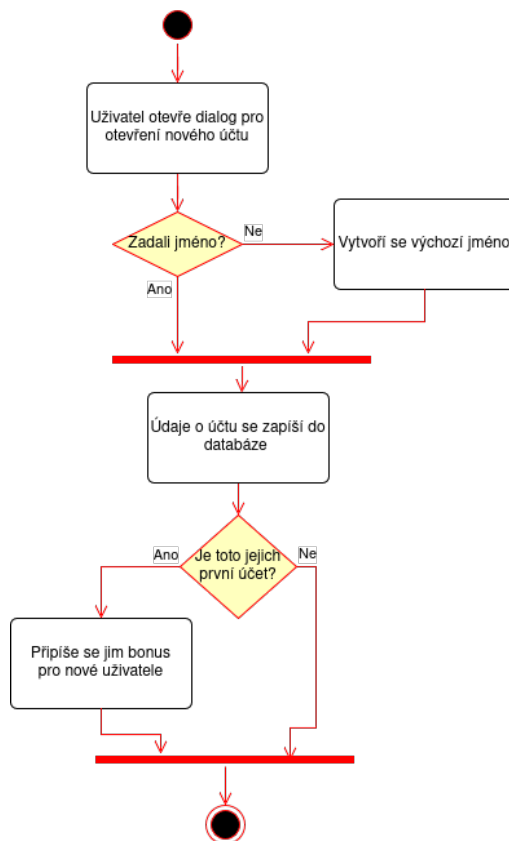 Uživatel otevře dialog pro
otevření nového účtu
Zadali jméno?
Ne
Vytvoří se výchozí jméno
Ano
Údaje o účtu se zapíší do
databáze
Ano
Je toto jejich
první účet?
Ne
Připíše se jim bonus
pro nové uživatele